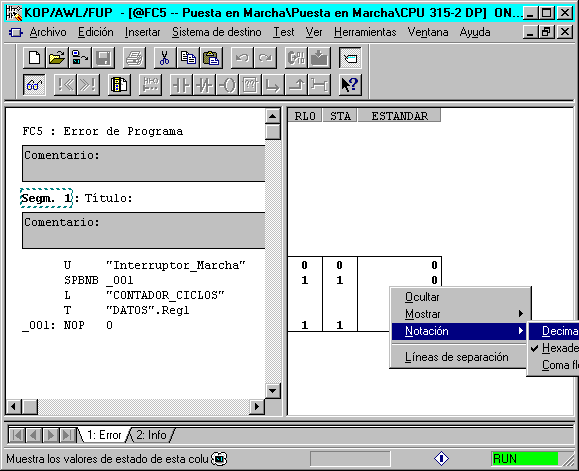 KOP/AWL/FUP - [@FC5 -- Puesta en Marcha\Puesta en Marcha\CPU 315-2 DP] ON...
Archivo Edición Insertar Sistema de destino Test Ver Herramientas Ventana Ayuda
RLO STA ESTANDAR
FC5 : Error de Programa
Comentario:
Segm. 1: Título:
Comentario:
U "Interruptor_Marcha" 0 0 0
SPBNB _001 1 1 0
L "CONTADOR_CICLOS"
T "DATOS".Regl
_001: NOP 0 1 1
Ocultar
Mostrar
Notación
Líneas de separación
Decima
Hexade
Coma fl
1: Error 2: Info
Muestra los valores de estado de esta colu
RUN